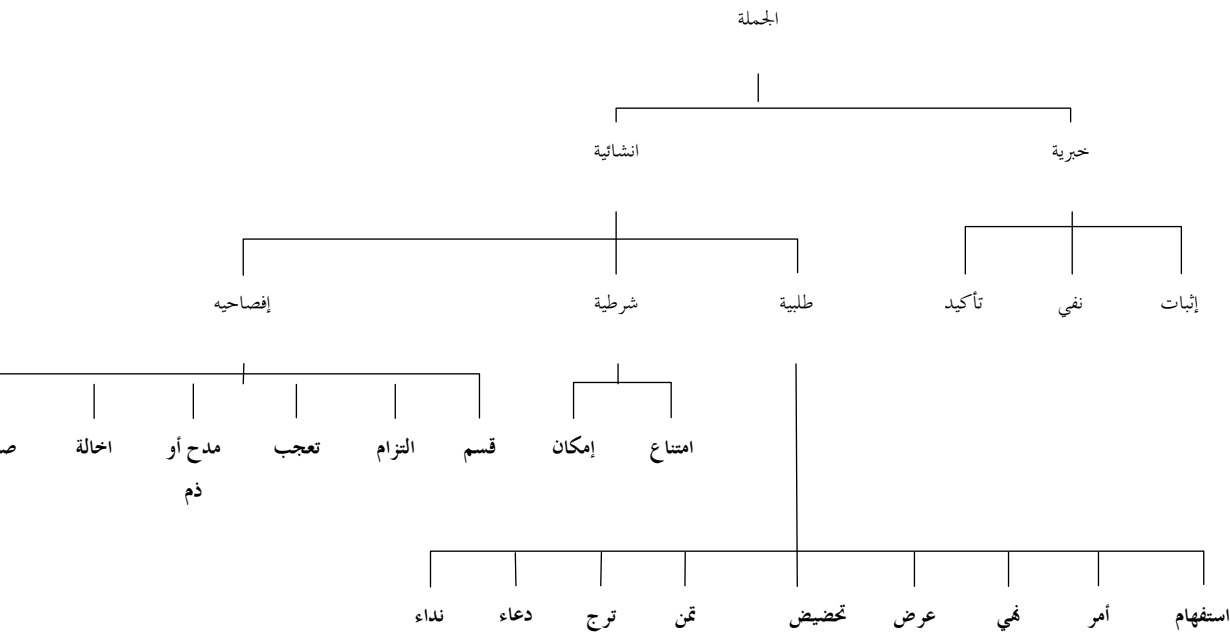 الجملة
خبرية
انشائية
إثبات
نفي
تأكيد
طلبية
شرطية
إفصاحيه
امتناع
إمكان
قسم
التزام
تعجب
مدح أو
ذم
اخالة
استفهام
أمر
نهي
عرض
تحضيض
تمن
ترج
دعاء
نداء